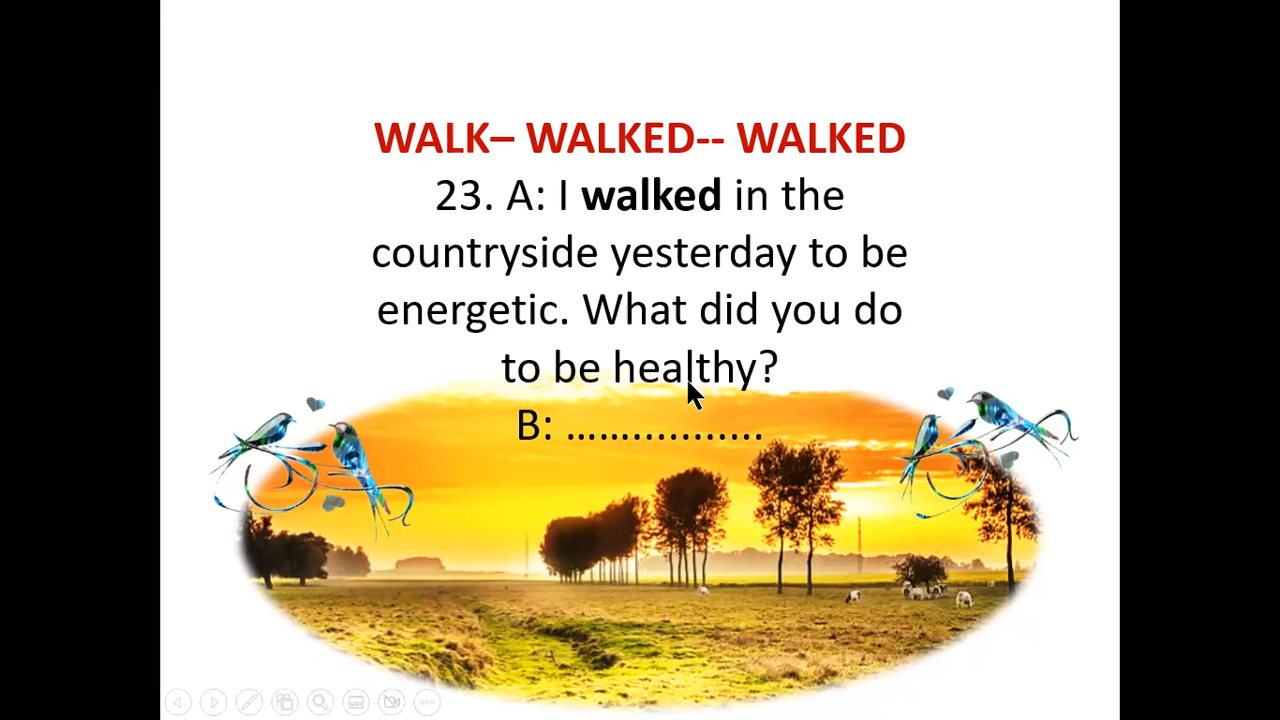 WALK– WALKED-- WALKED
23. A: I walked in the
countryside yesterday to be
energetic. What did you do
to be healthy?
B: …..............